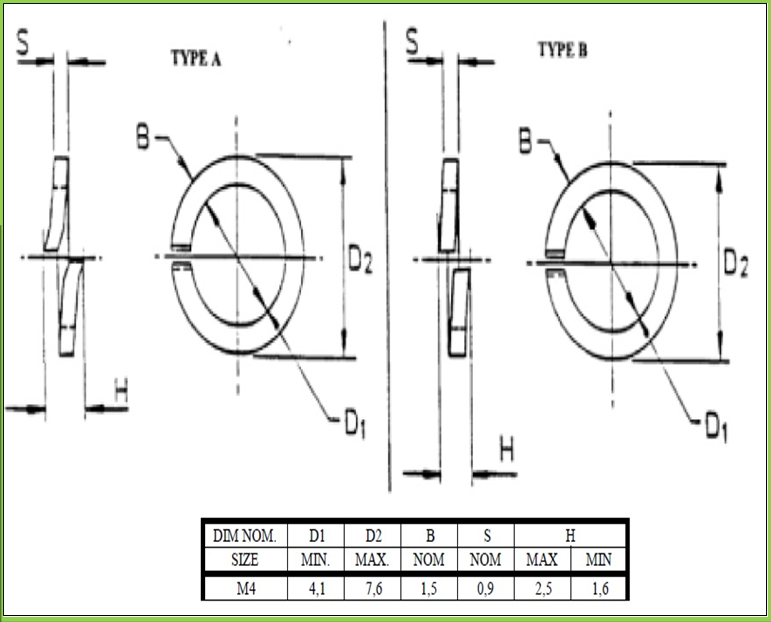 S
TYPE A
B
D2
H
D1
S
TYPE B
B
D2
H
D1
DIM NOM. D1 D2 B S H
SIZE MIN. MAX. NOM NOM MAX MIN
M4 4,1 7,6 1,5 0,9 2,5 1,6